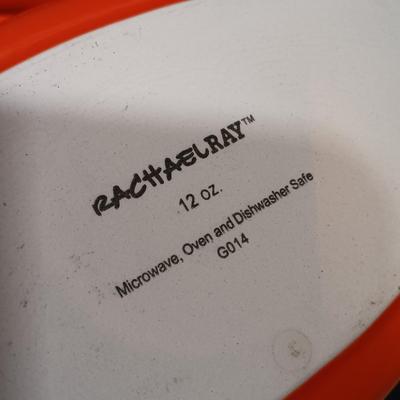 RACHAELRAY™
12 oz.
Microwave, Oven and Dishwasher Safe
G014